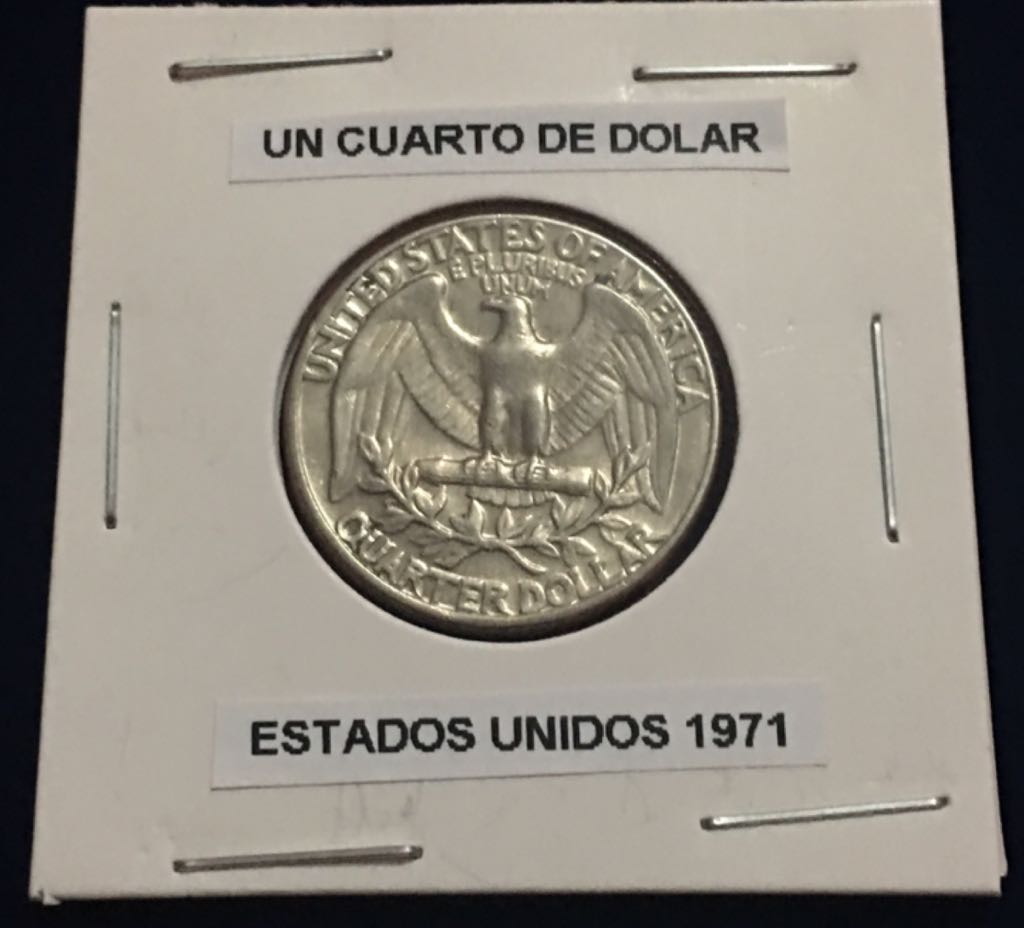 UN CUARTO DE DOLAR
UNITED STATES OF AMERICA
E PLURIBUS
UNUM
QUARTER DOLLAR
ESTADOS UNIDOS 1971